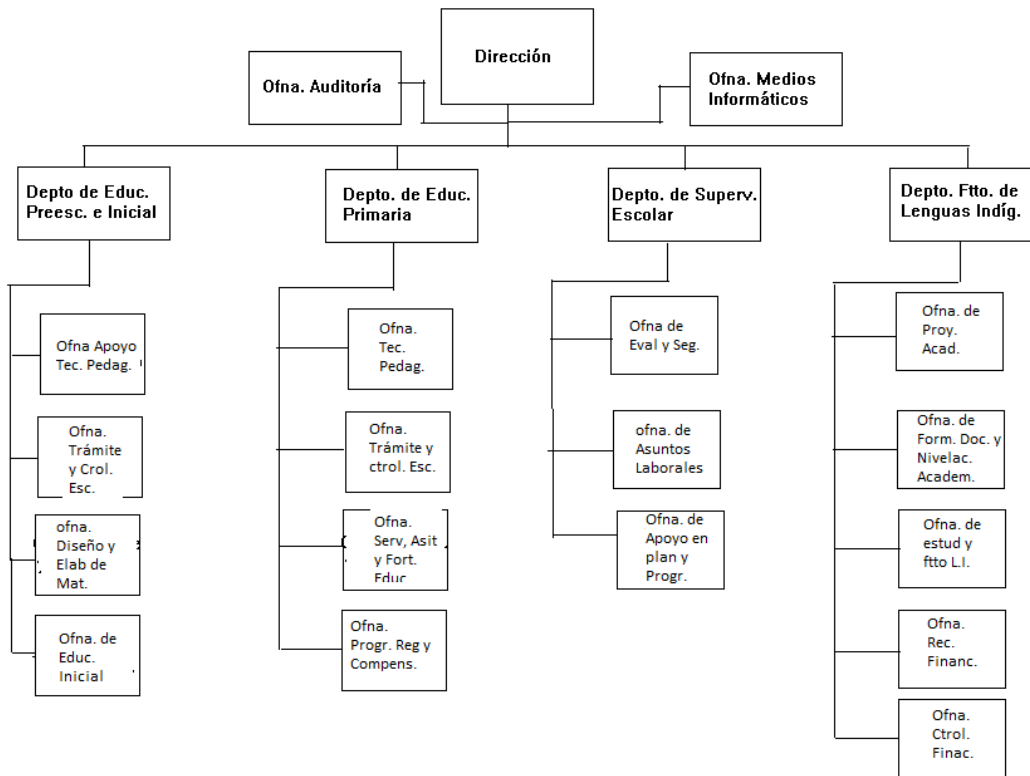 Dirección
Ofna. Auditoría
Ofna. Medios
Informáticos
Depto de Educ.
Preesc. e Inicial
Depto. de Educ.
Primaria
Depto. de Superv.
Escolar
Depto. Ftto. de
Lenguas Indíg.
Ofna Apoyo
Tec. Pedag.
Ofna.
Trámite
y Crol.
Esc.
ofna.
Diseño y
Elab de
Mat.
Ofna. de
Educ.
Inicial
Ofna.
Tec.
Pedag.
Ofna.
Trámite y
ctrol. Esc.
Ofna.
Serv, Asit
y Fort.
Educ
Ofna.
Progr. Reg y
Compens.
Ofna de
Eval y Seg.
ofna. de
Asuntos
Laborales
Ofna. de
Apoyo en
plan y
Progr.
Ofna. de
Proy.
Acad.
Ofna. de
Form. Doc. y
Nivelac.
Academ.
Ofna. de
estud y
ftto L.I.
Ofna.
Rec.
Financ.
Ofna.
Ctrol.
Finac.